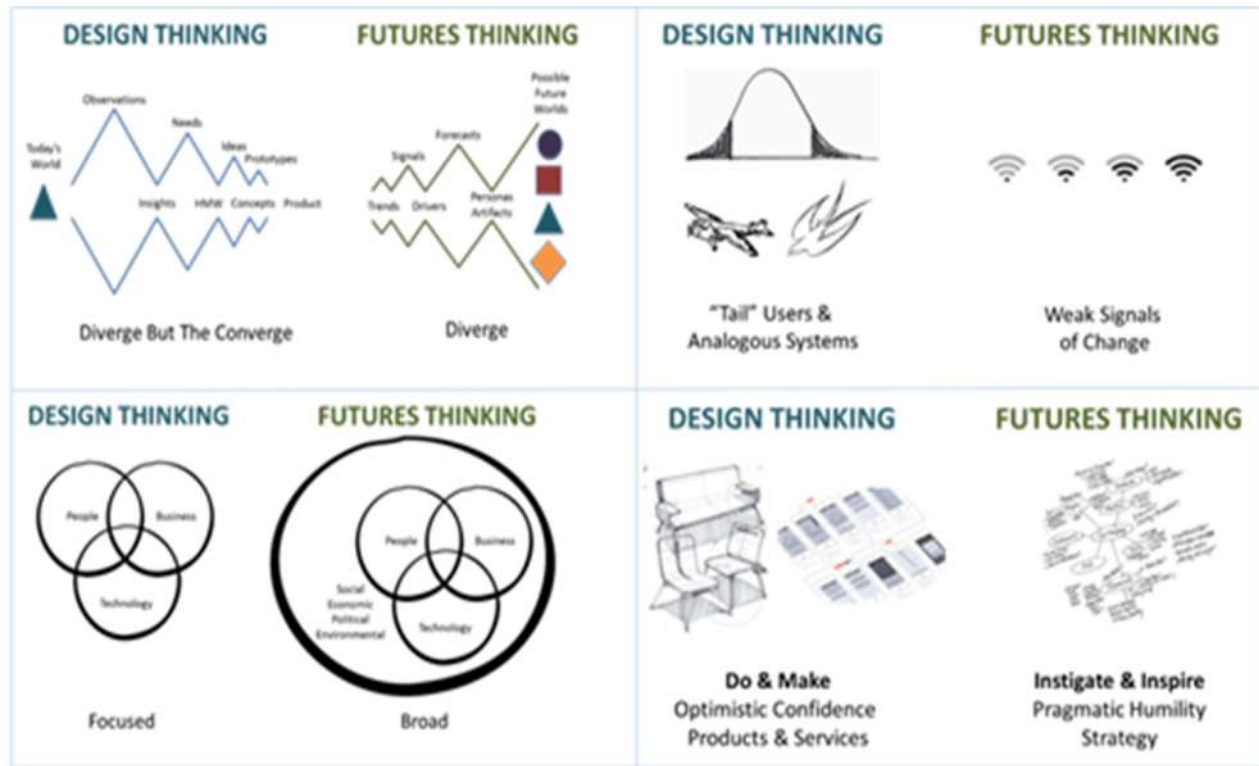 DESIGN THINKING
FUTURES THINKING
Observations
Needs
Ideas
Prototypes
Today's
World
Insights
HMW
Concepts
Product
Diverge But The Converge
Possible
Future
Worlds
Forecasts
Signals
Trends
Drivers
Personas
Artifacts
Diverge
DESIGN THINKING
FUTURES THINKING
"Tail" Users &
Analogous Systems
Weak Signals
of Change
DESIGN THINKING
FUTURES THINKING
People
Business
Technology
Focused
People
Business
Social
Economic
Political
Environmental
Technology
Broad
DESIGN THINKING
FUTURES THINKING
Do & Make
Optimistic Confidence
Products & Services
Instigate & Inspire
Pragmatic Humility
Strategy